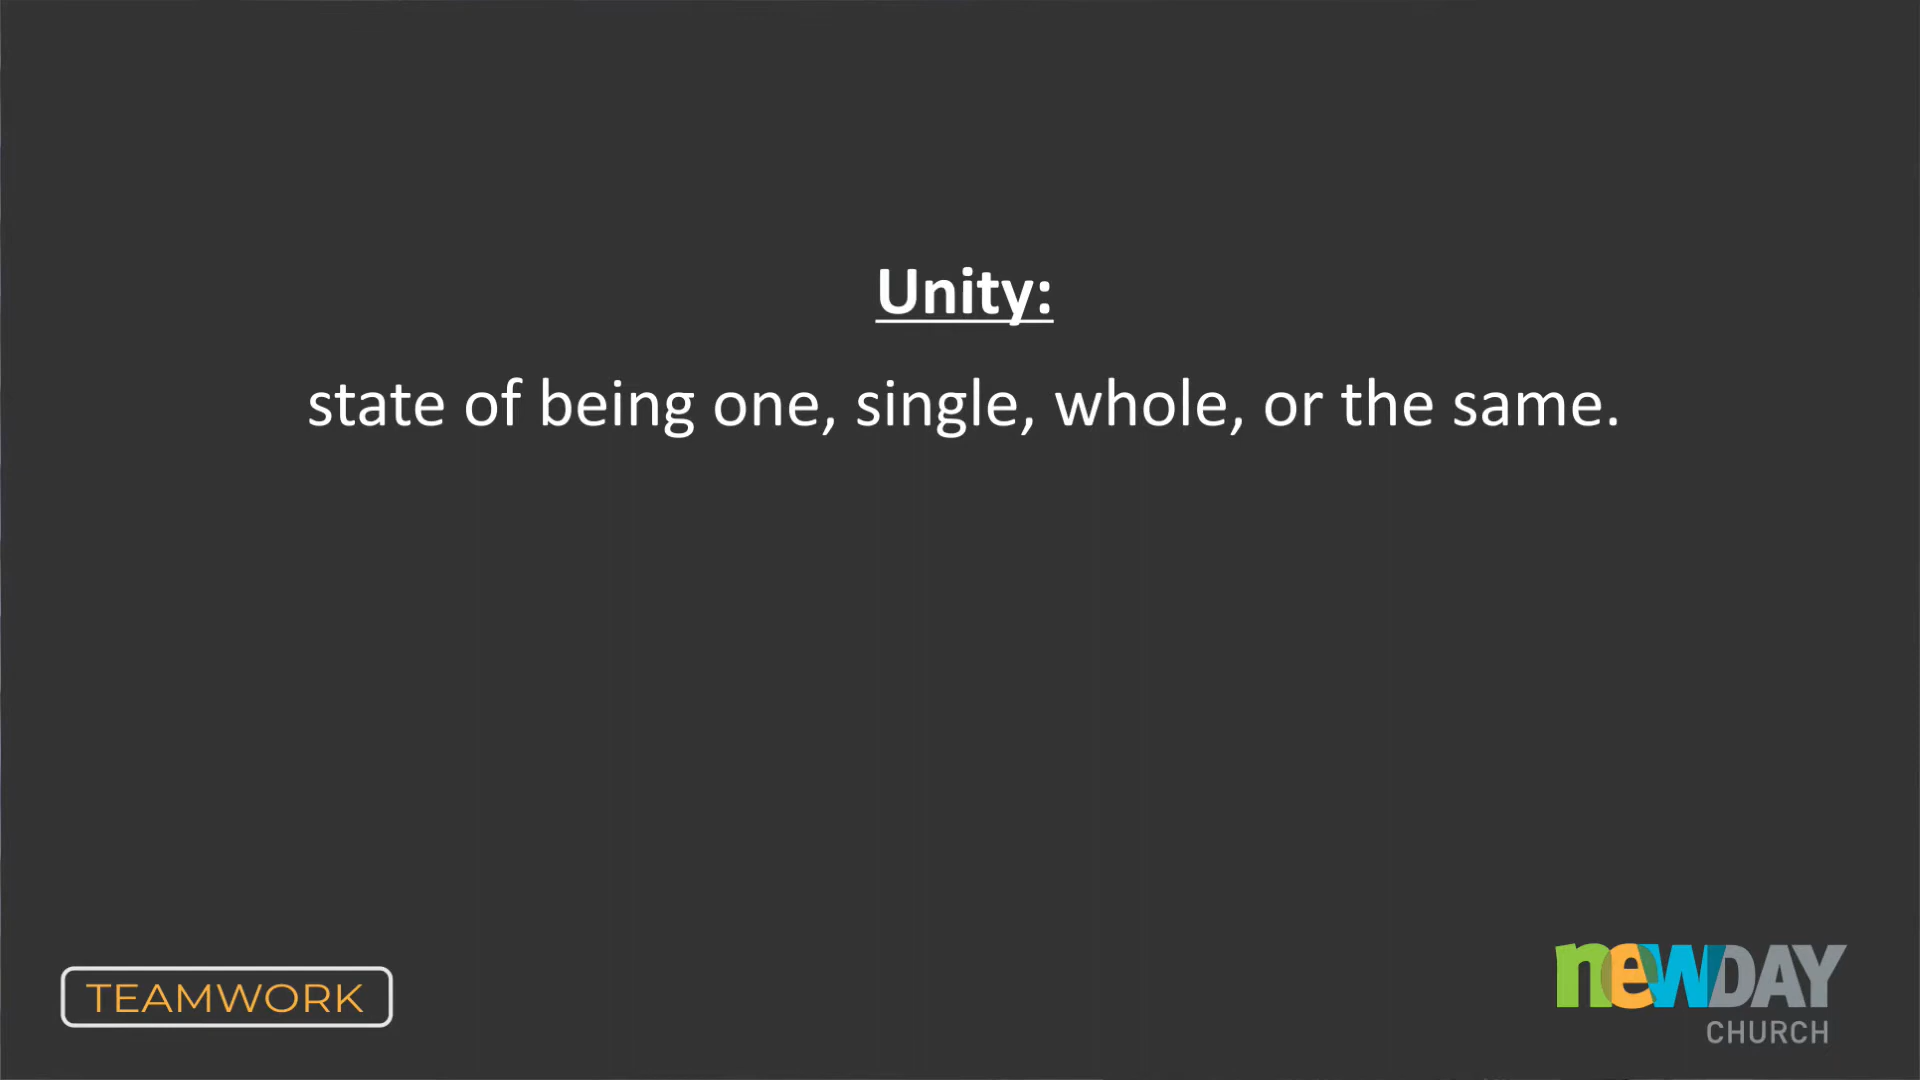 Unity:
state of being one, single, whole, or the same.
TEAMWORK
newDAY
CHURCH